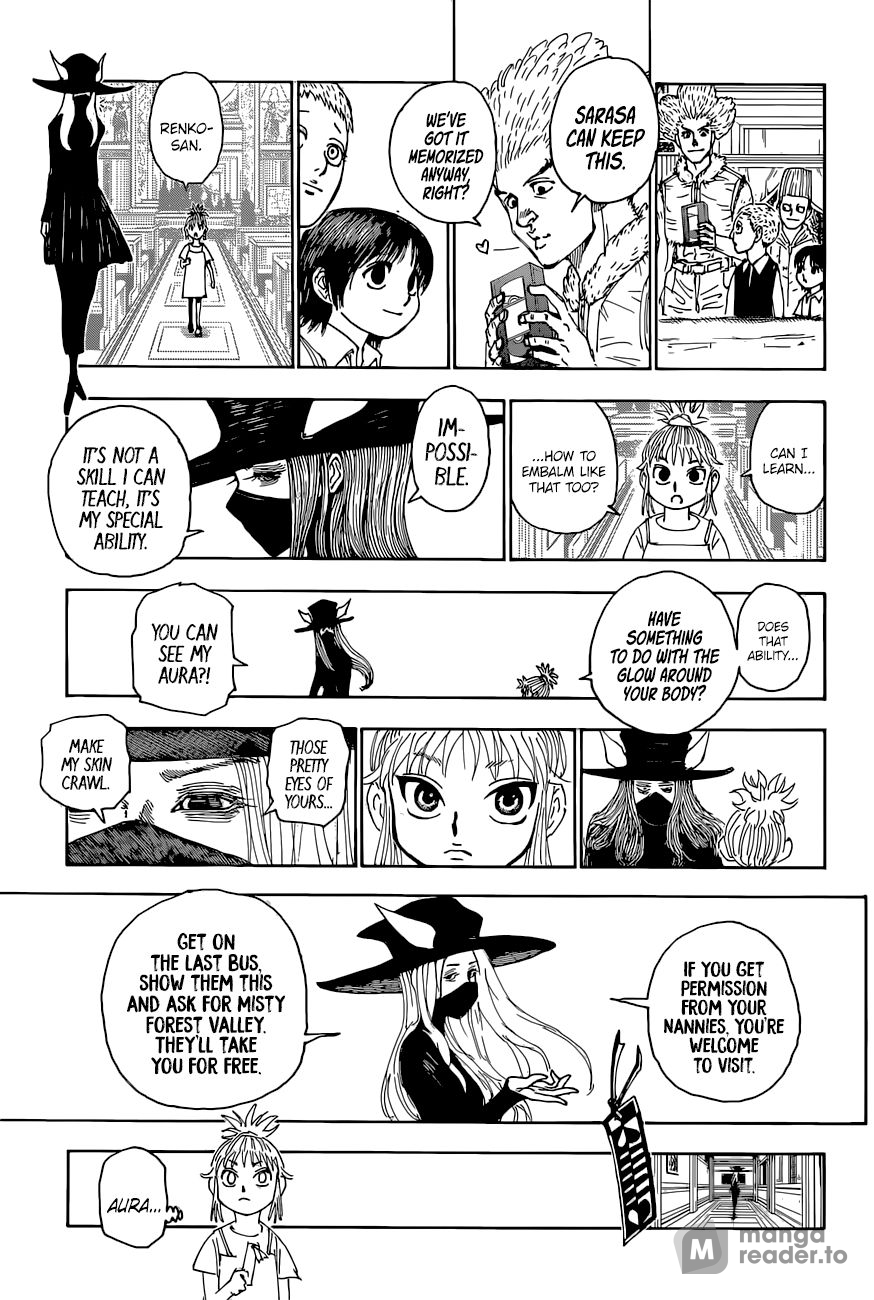 SARASA
CAN KEEP
THIS.
WE'VE
GOT IT
MEMORIZED
ANYWAY,
RIGHT?
RENKO-
SAN.
CAN I
LEARN...
...HOW TO
EMBALM LIKE
THAT TOO?
IM-
POSSI-
BLE.
IT'S NOT A
SKILL I CAN
TEACH, IT'S
MY SPECIAL
ABILITY.
DOES
THAT
ABILITY...
HAVE
SOMETHING
TO DO WITH THE
GLOW AROUND
YOUR BODY?
YOU CAN
SEE MY
AURA?!
THOSE
PRETTY
EYES OF
YOURS...
MAKE
MY SKIN
CRAWL.
IF YOU GET
PERMISSION
FROM YOUR
NANNIES, YOU'RE
WELCOME
TO VISIT.
GET ON
THE LAST BUS,
SHOW THEM THIS
AND ASK FOR MISTY
FOREST VALLEY.
THEY'LL TAKE
YOU FOR FREE.
AURA...
M
manga
reader.to